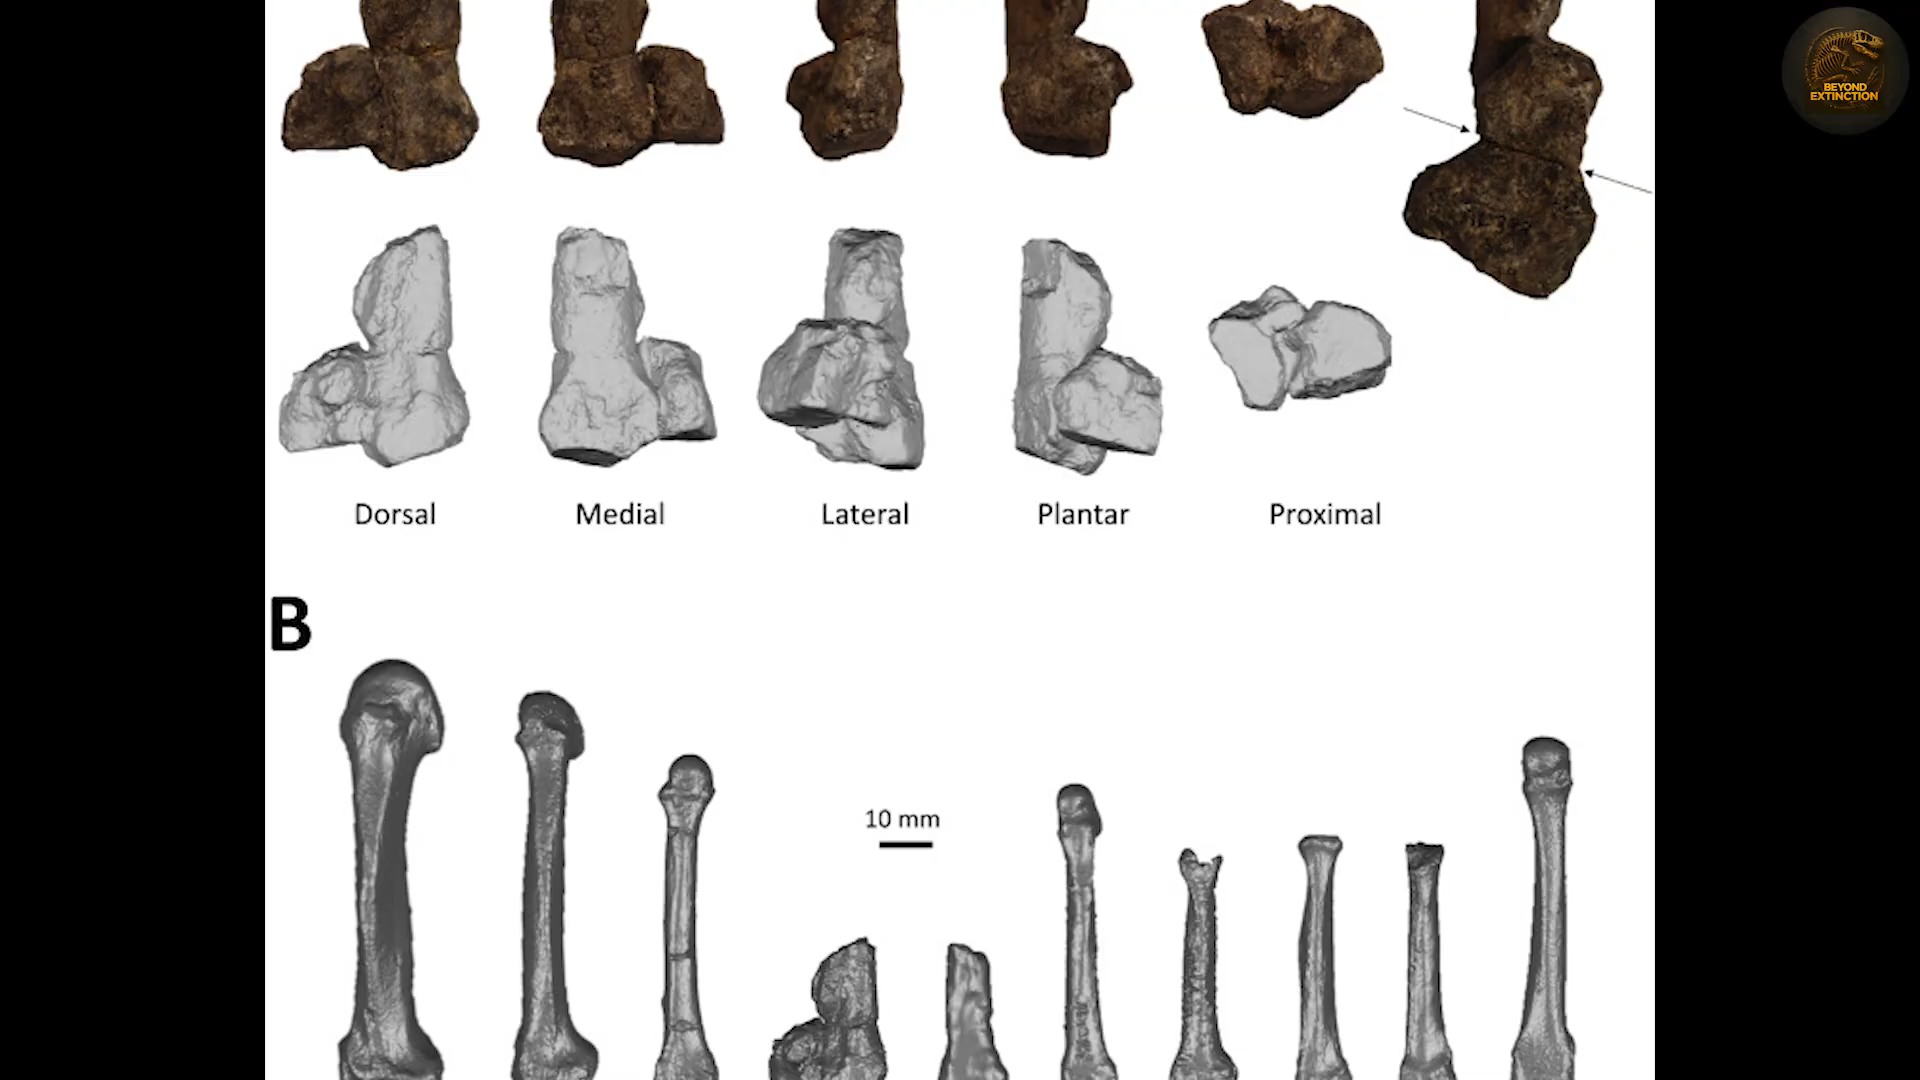 BEYOND
EXTINCTION
Dorsal
Medial
Lateral
Plantar
Proximal
B
10 mm